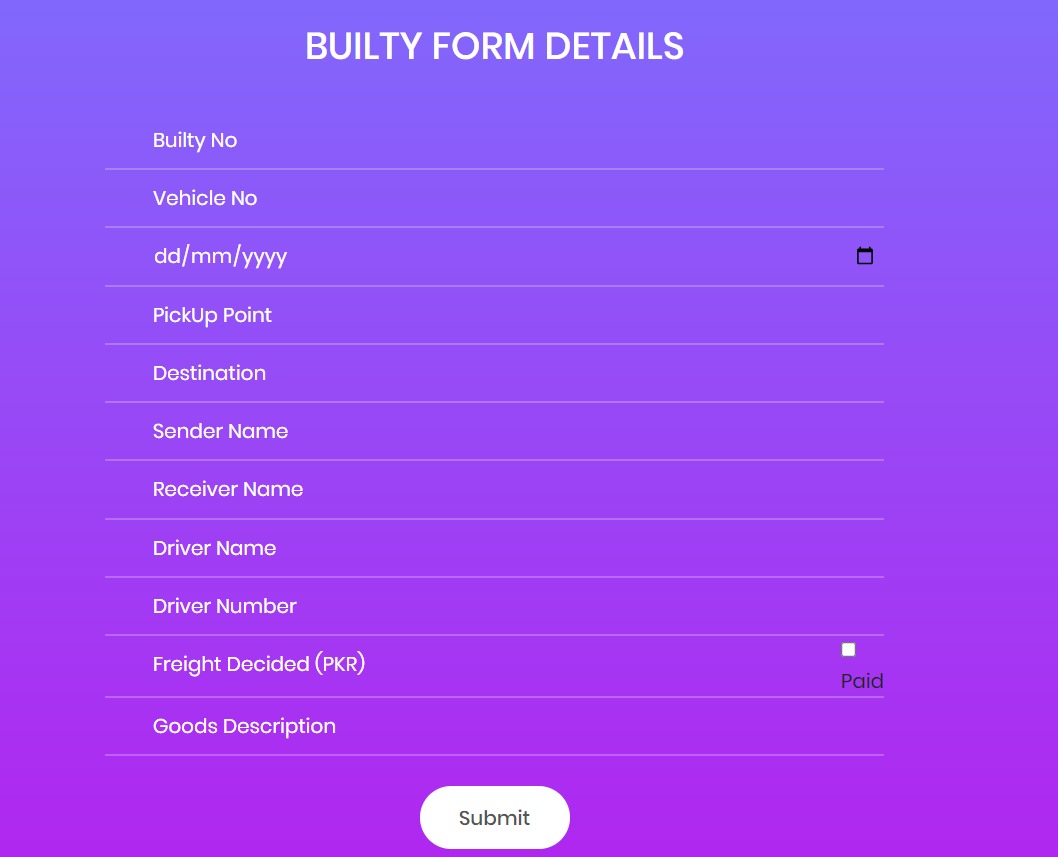 BUILTY FORM DETAILS
Builty No
Vehicle No
dd/mm/yyyy
PickUp Point
Destination
Sender Name
Receiver Name
Driver Name
Driver Number
Freight Decided (PKR)
Paid
Goods Description
Submit